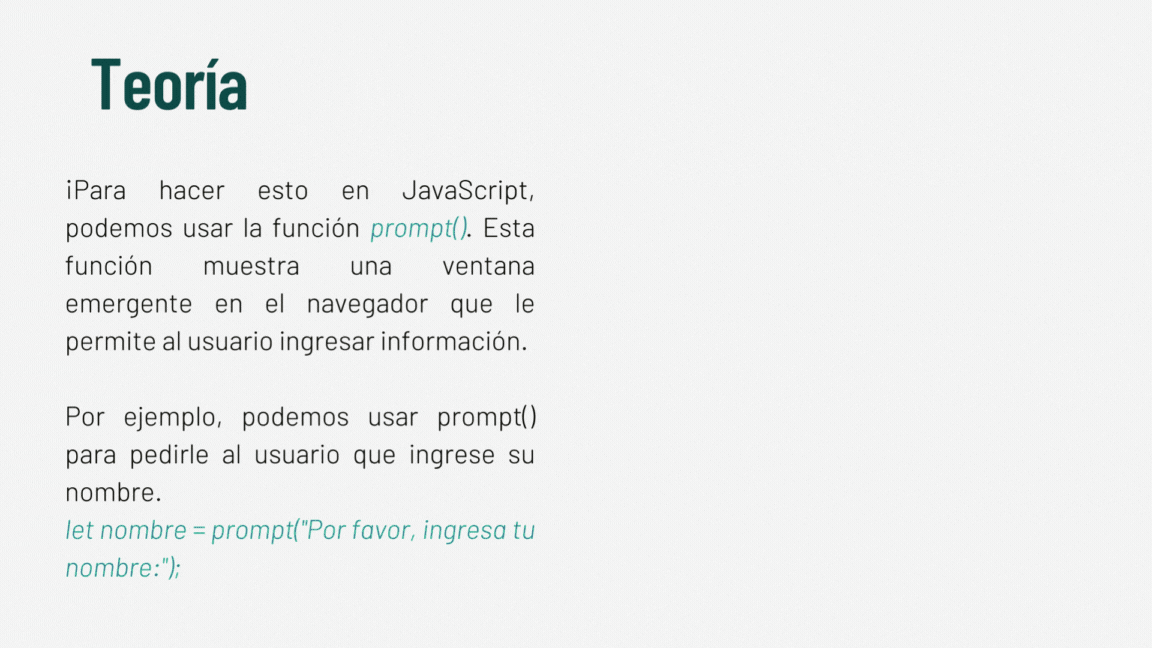 Teoría
¡Para hacer esto en JavaScript,
podemos usar la función prompt(). Esta
función muestra una ventana
emergente en el navegador que le
permite al usuario ingresar información.
Por ejemplo, podemos usar prompt()
para pedirle al usuario que ingrese su
nombre.
let nombre = prompt("Por favor, ingresa tu
nombre:");